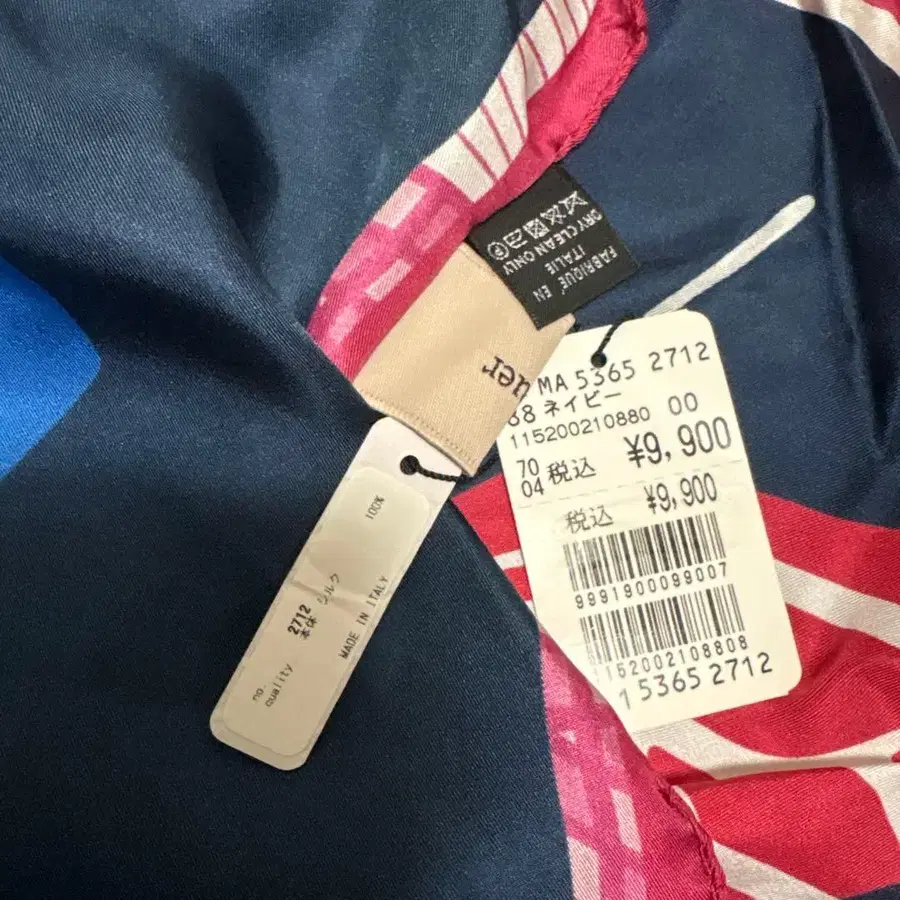 DRY CLEAN ONLY
FABRIQUÉ EN
ITALIE
uer
MA 5365 2712
68 ネイビー
115200210880 00
70
04 税込 ¥9,900
税込 ¥9,900
9991900099007
1152002108808
1 5365 2712
no. 2712
quality 本体 シルク 100%
MADE IN ITALY